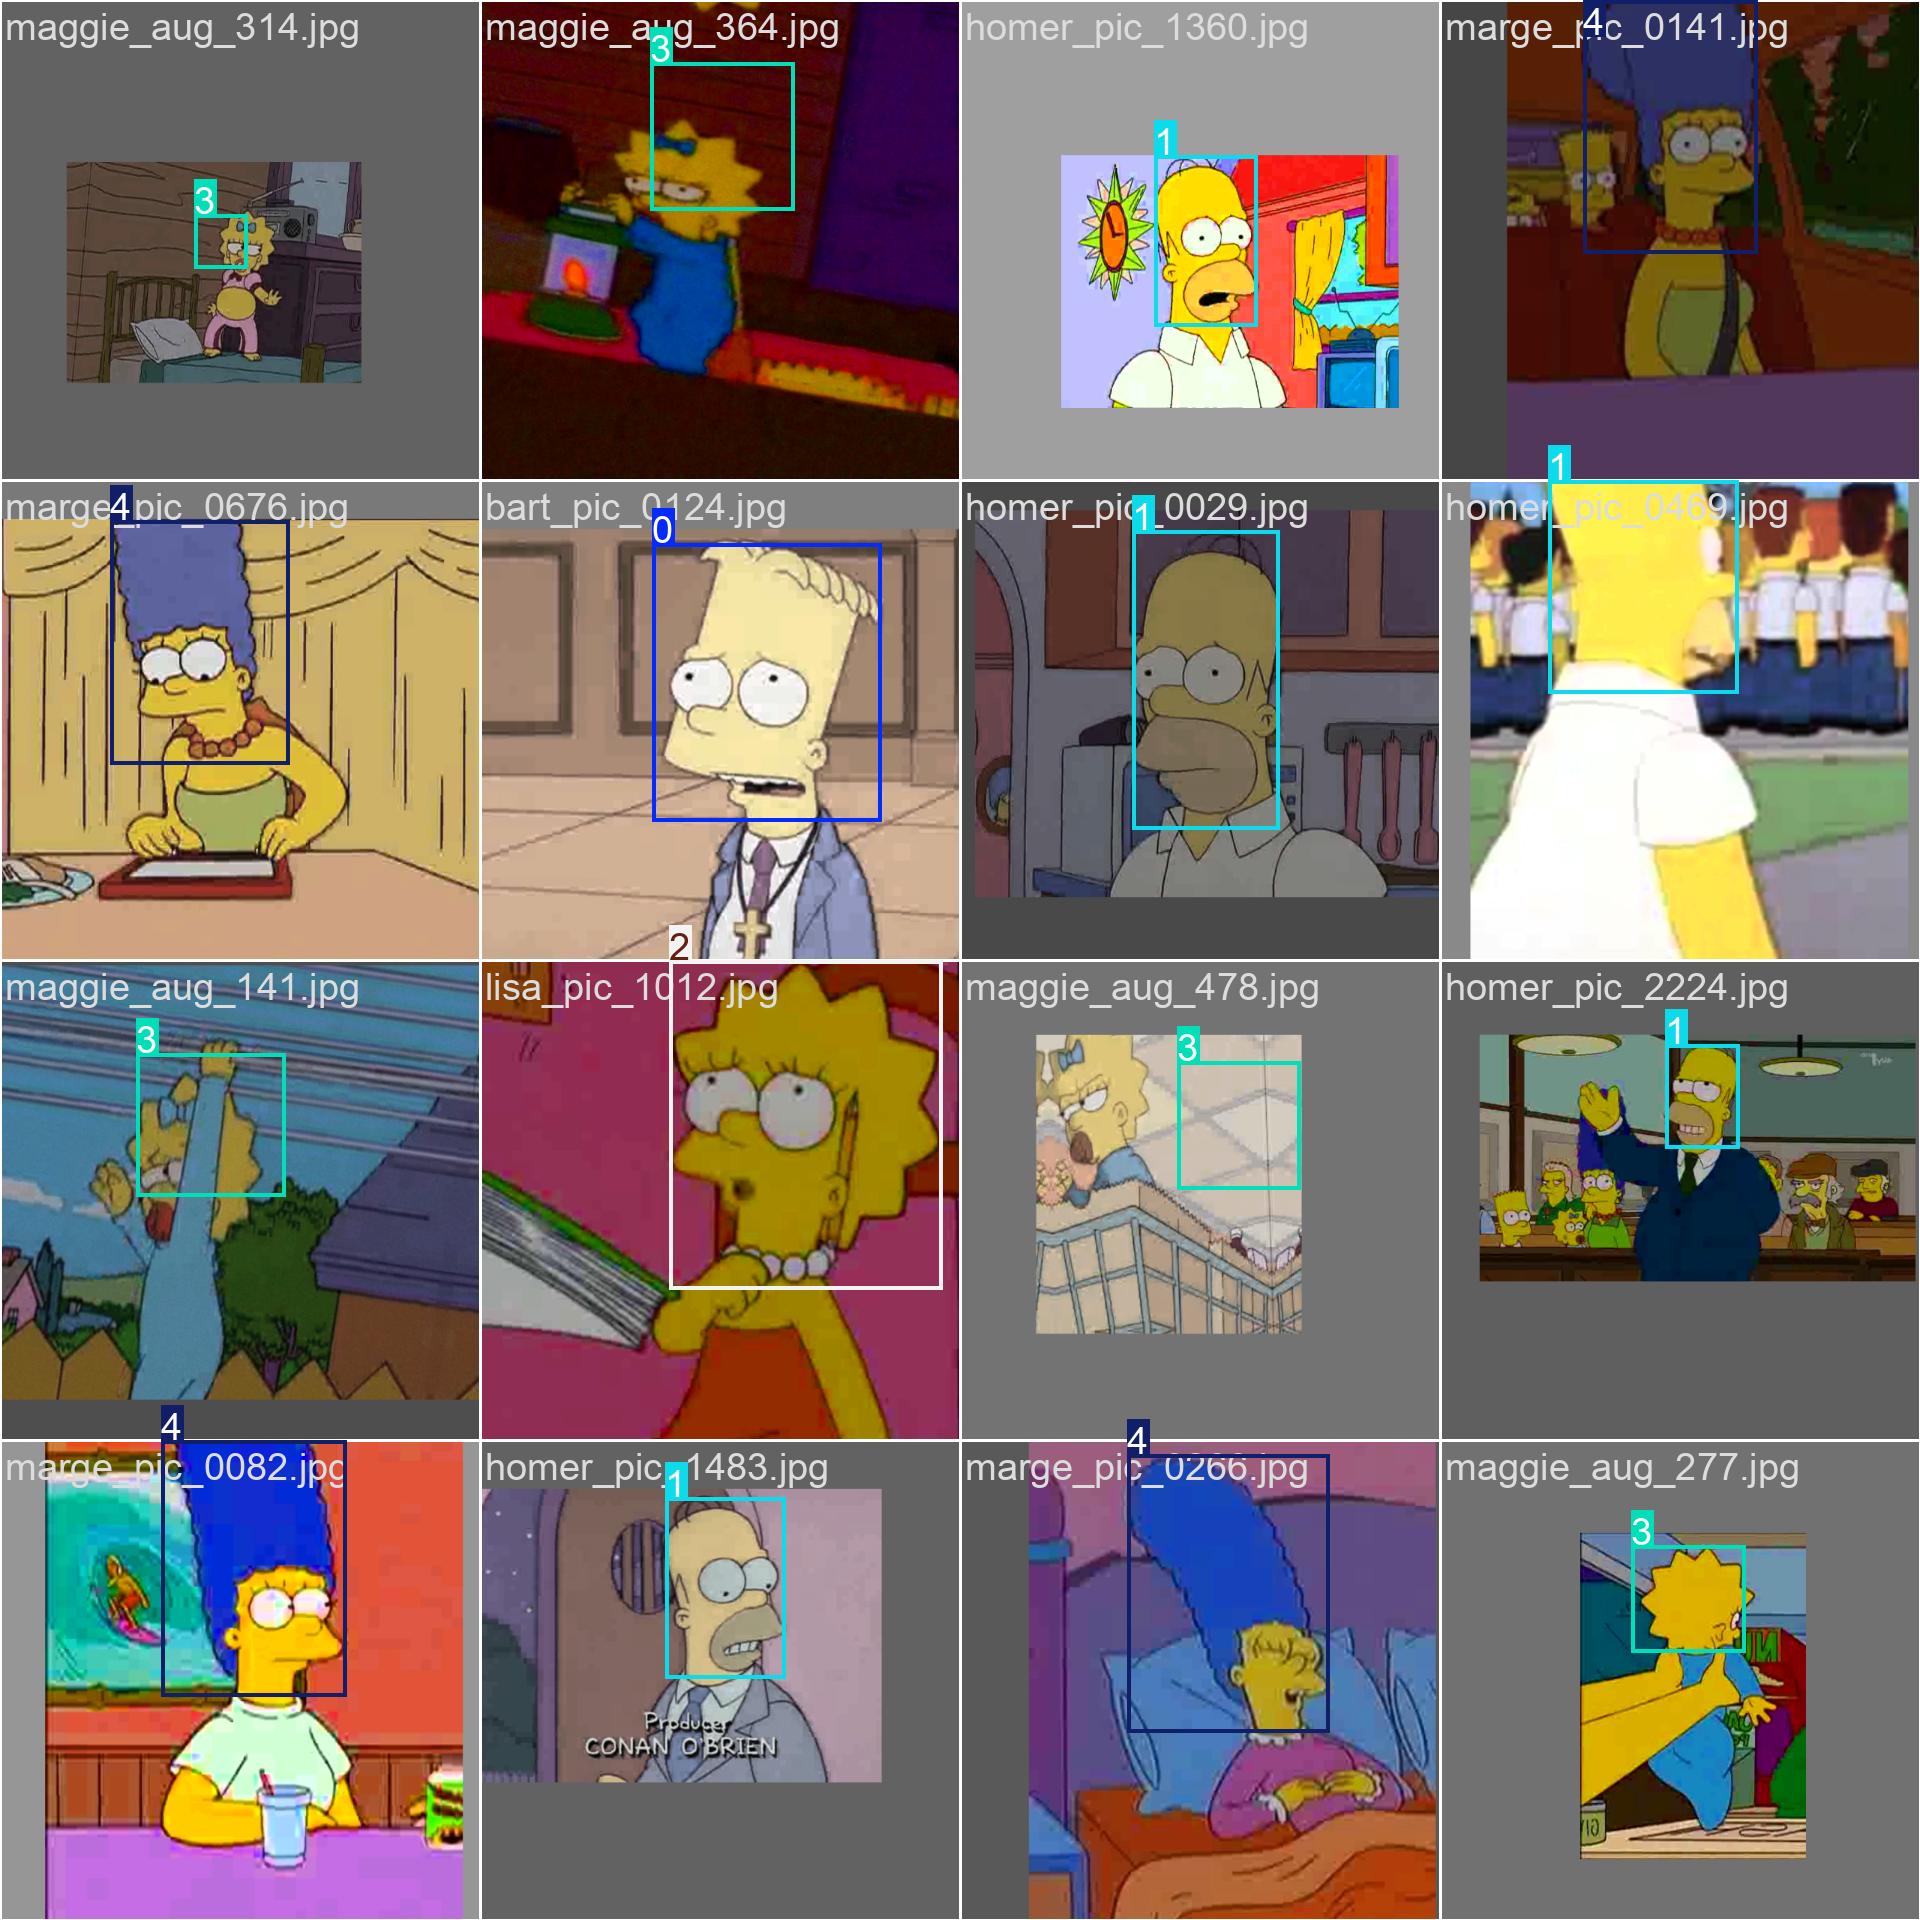 maggie_aug_314.jpg
3
maggie_aug_364.jpg
3
homer_pic_1360.jpg
1
marge_pic_0141.jpg
4
marge_pic_0676.jpg
4
bart_pic_0124.jpg
0
homer_pic_0029.jpg
1
homer_pic_0469.jpg
1
maggie_aug_141.jpg
3
lisa_pic_1012.jpg
2
maggie_aug_478.jpg
3
homer_pic_2224.jpg
1
marge_pic_0082.jpg
4
homer_pic_1483.jpg
1
Producer
CONAN O'BRIEN
marge_pic_0266.jpg
4
maggie_aug_277.jpg
3